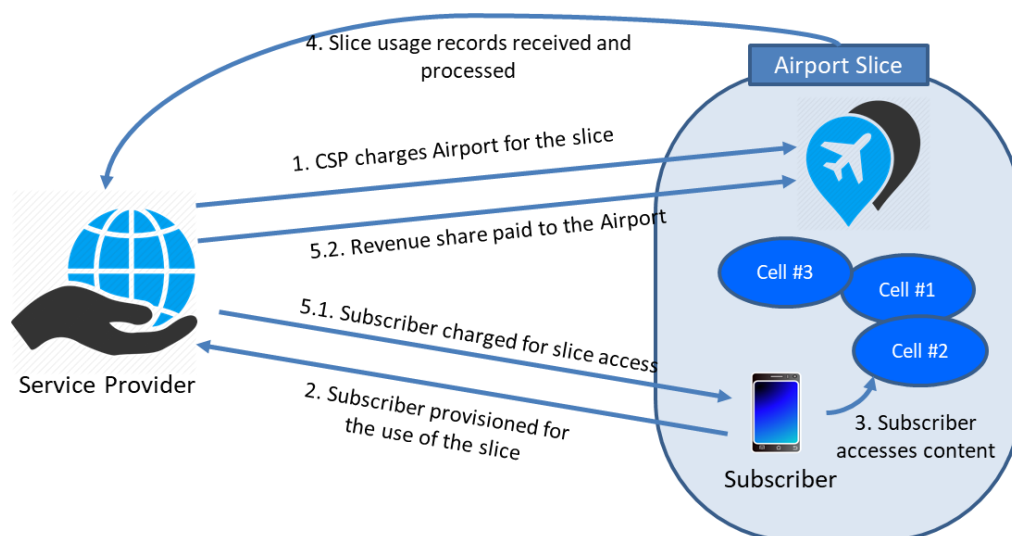 4. Slice usage records received and
processed
Airport Slice
1. CSP charges Airport for the slice
5.2. Revenue share paid to the Airport
Cell #3
Cell #1
Cell #2
5.1. Subscriber charged for slice access
Service Provider
2. Subscriber provisioned for
the use of the slice
3. Subscriber
accesses content
Subscriber